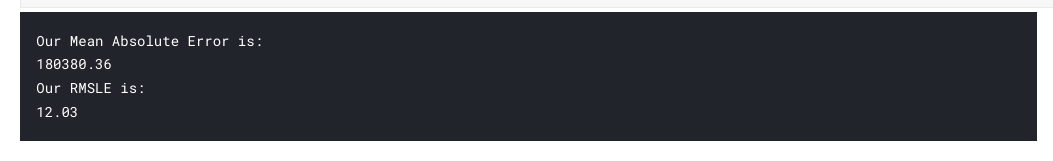 Our Mean Absolute Error is:
180380.36
Our RMSLE is:
12.03